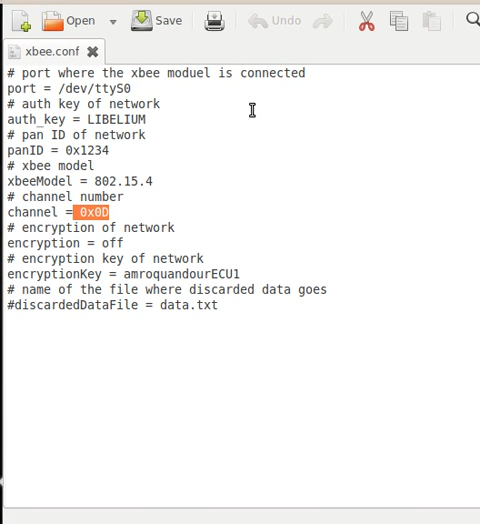 Open
Save
Undo
xbee.conf
# port where the xbee moduel is connected
port = /dev/ttyS0
# auth key of network
auth_key = LIBELIUM
# pan ID of network
panID = 0x1234
# xbee model
xbeeModel = 802.15.4
# channel number
channel = 0x0D
# encryption of network
encryption = off
# encryption key of network
encryptionKey = amroquandourECU1
# name of the file where discarded data goes
#discardedDataFile = data.txt